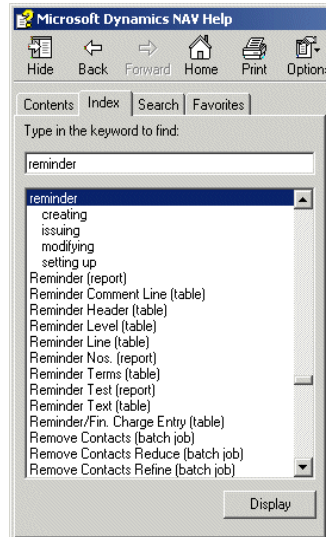 Microsoft Dynamics NAV Help
Hide Back Forward Home Print Option
Contents Index Search Favorites
Type in the keyword to find:
reminder
reminder
creating
issuing
modifying
setting up
Reminder (report)
Reminder Comment Line (table)
Reminder Header (table)
Reminder Level (table)
Reminder Line (table)
Reminder Nos. (report)
Reminder Terms (table)
Reminder Test (report)
Reminder Text (table)
Reminder/Fin. Charge Entry (table)
Remove Contacts (batch job)
Remove Contacts Reduce (batch job)
Remove Contacts Refine (batch job)
Display